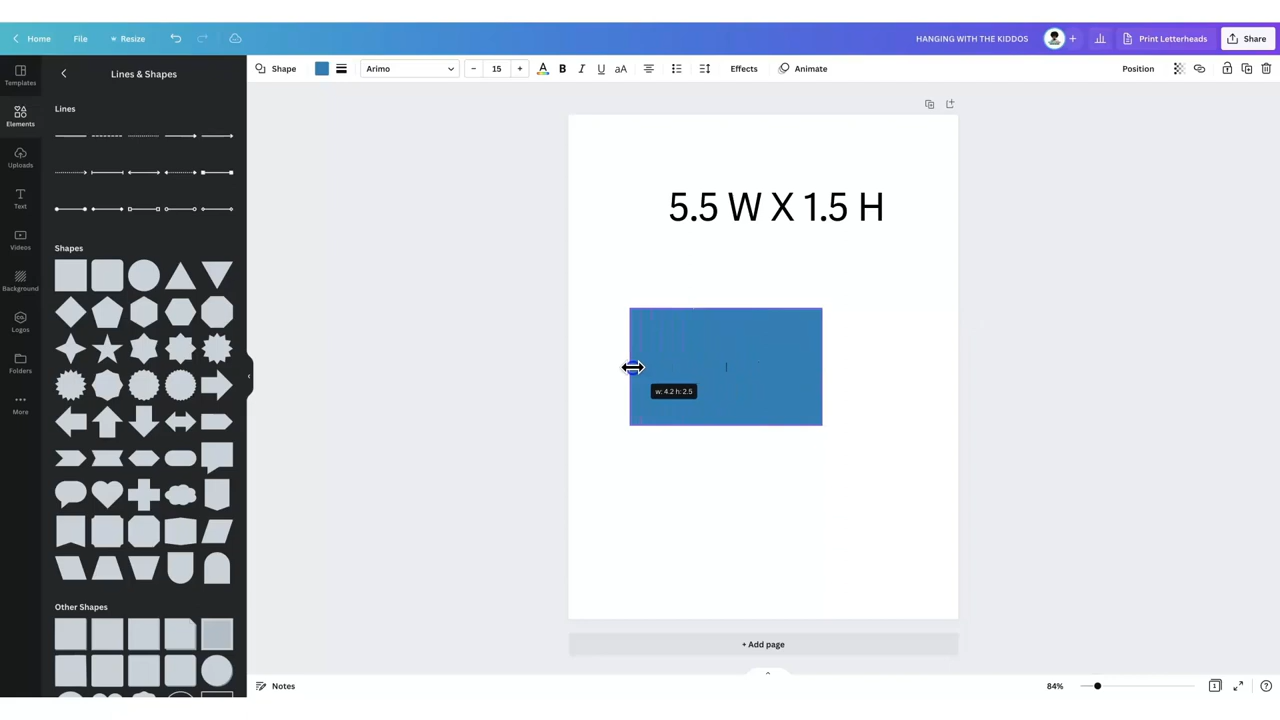 Home File Resize HANGING WITH THE KIDDOS + Print Letterheads Share
Templates
Elements
Uploads
Text
Videos
Background
Logos
Folders
More
Lines & Shapes
Lines
Shapes
Other Shapes
Shape Arimo - 15 + A B I U aA Effects Animate Position
5.5 W X 1.5 H
w: 4.2 h: 2.5
+ Add page
Notes 84% 1 ?